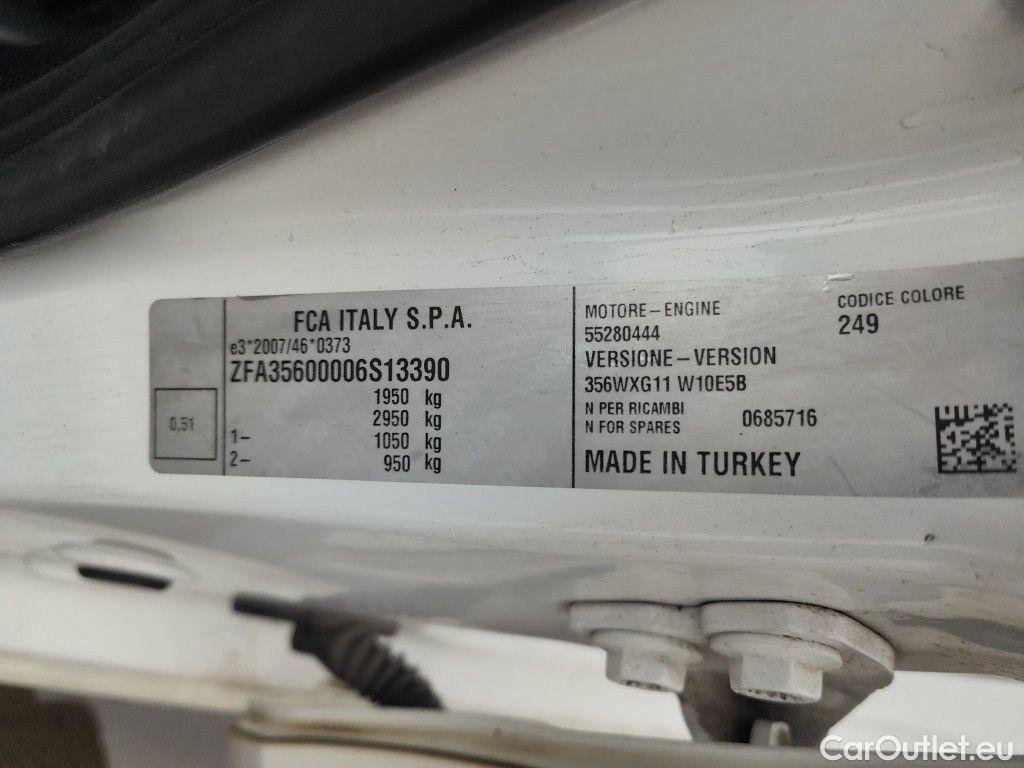 FCA ITALY S.P.A.
e3*2007/46*0373
ZFA35600006S13390
1950 kg
2950 kg
1– 1050 kg
2– 950 kg
0,51
MOTORE – ENGINE
55280444
VERSIONE – VERSION
356WXG11 W10E5B
N PER RICAMBI
N FOR SPARES 0685716
MADE IN TURKEY
CODICE COLORE
249
CarOutlet.eu